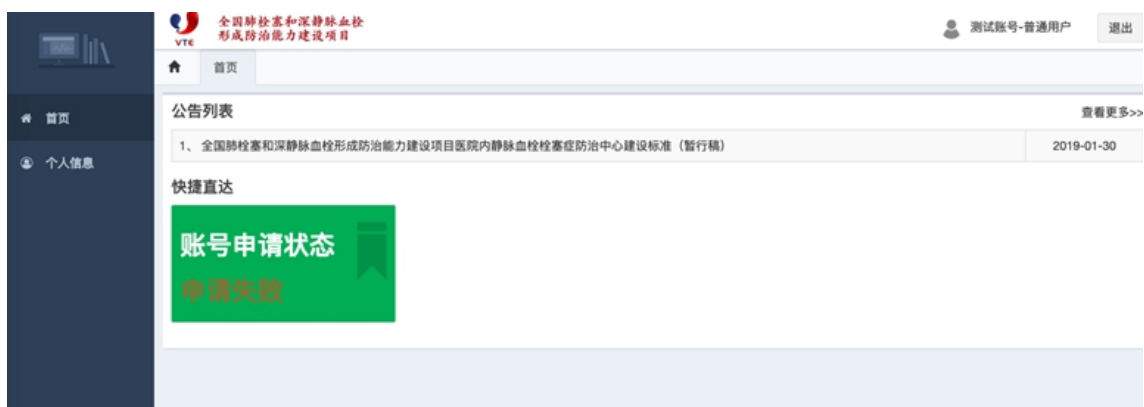 全国肺栓塞和深静脉血栓
形成防治能力建设项目
VTE
测试账号-普通用户
退出
首页
首页
个人信息
公告列表
查看更多>>
1、 全国肺栓塞和深静脉血栓形成防治能力建设项目医院内静脉血栓栓塞症防治中心建设标准（暂行稿）
2019-01-30
快捷直达
账号申请状态
申请失败